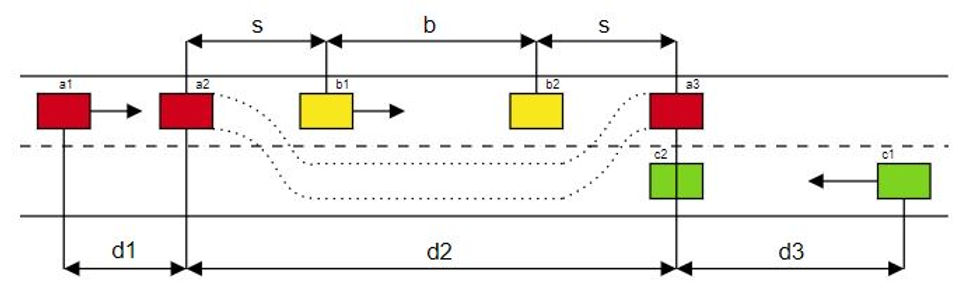 s b s
a1 a2 b1 b2 a3
c2 c1
d1 d2 d3